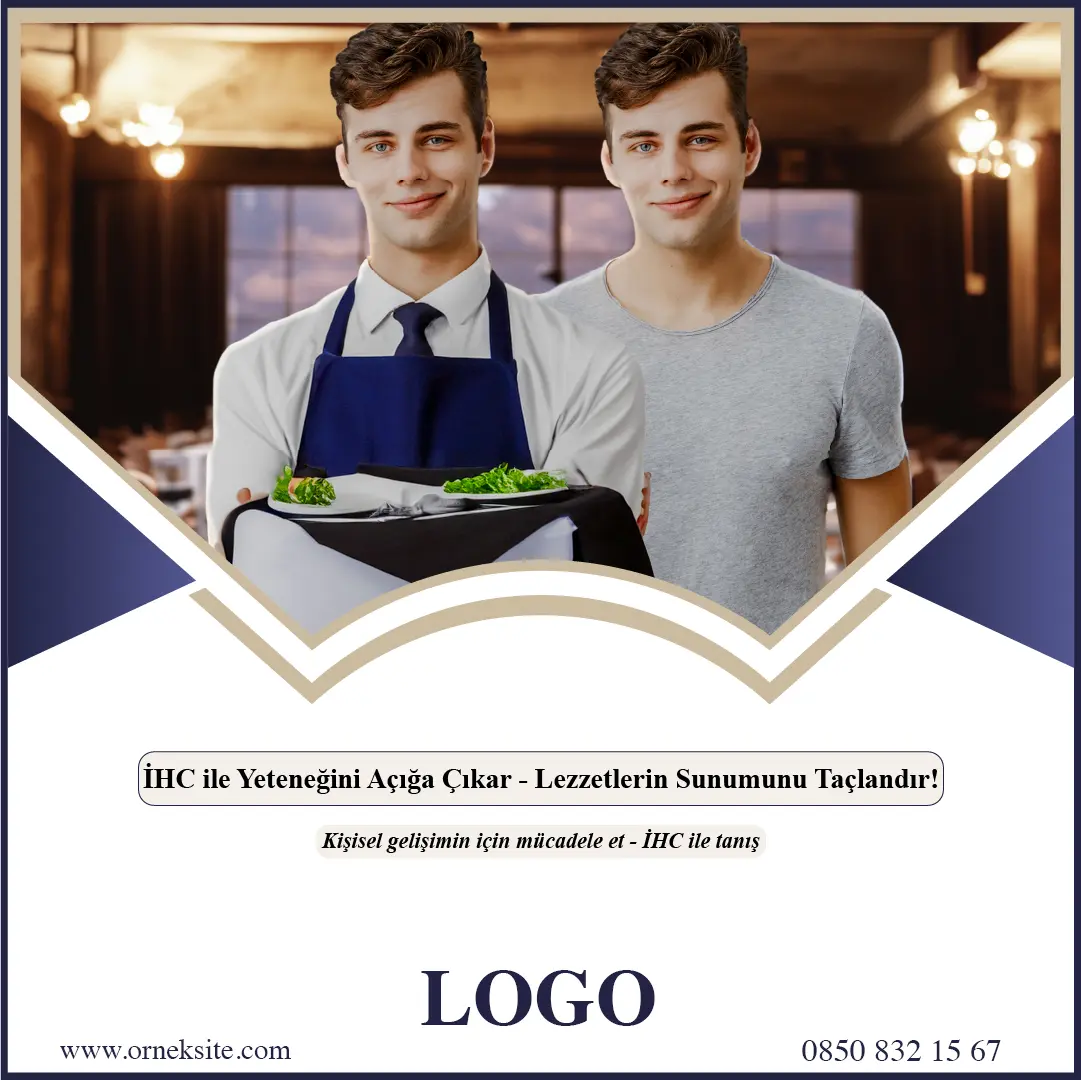 İHC ile Yeteneğini Açığa Çıkar - Lezzetlerin Sunumunu Taçlandır!
Kişisel gelişimin için mücadele et - İHC ile tanış
LOGO
www.orneksite.com
0850 832 15 67